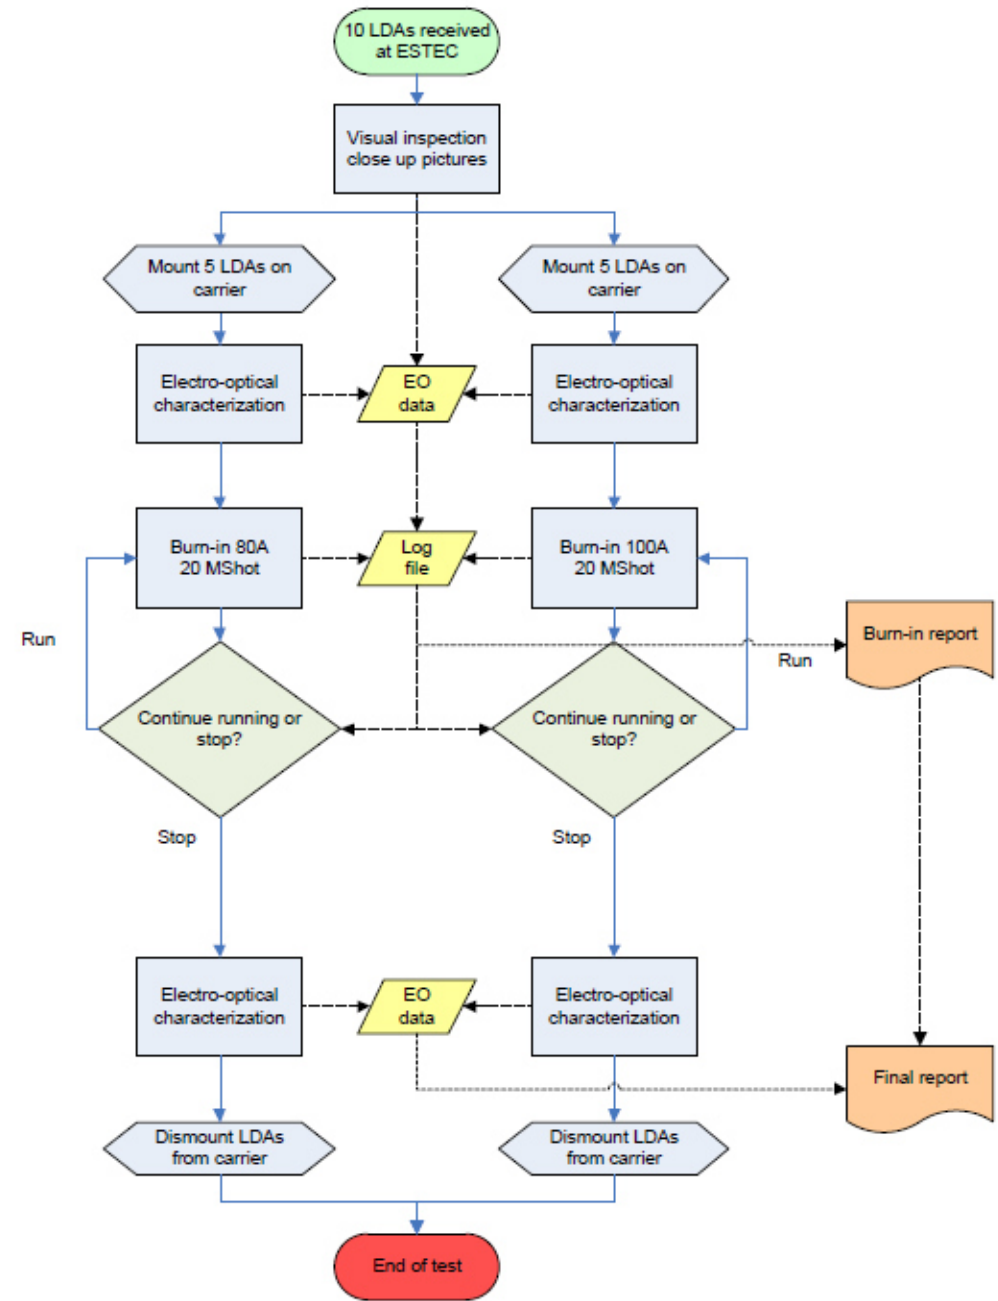 10 LDAs received
at ESTEC
Visual inspection
close up pictures
Mount 5 LDAs on
carrier
Mount 5 LDAs on
carrier
Electro-optical
characterization
EO
data
Electro-optical
characterization
Burn-in 80A
20 MShot
Log
file
Burn-in 100A
20 MShot
Run
Burn-in report
Run
Continue running or
stop?
Continue running or
stop?
Stop
Stop
Electro-optical
characterization
EO
data
Electro-optical
characterization
Final report
Dismount LDAs
from carrier
Dismount LDAs
from carrier
End of test